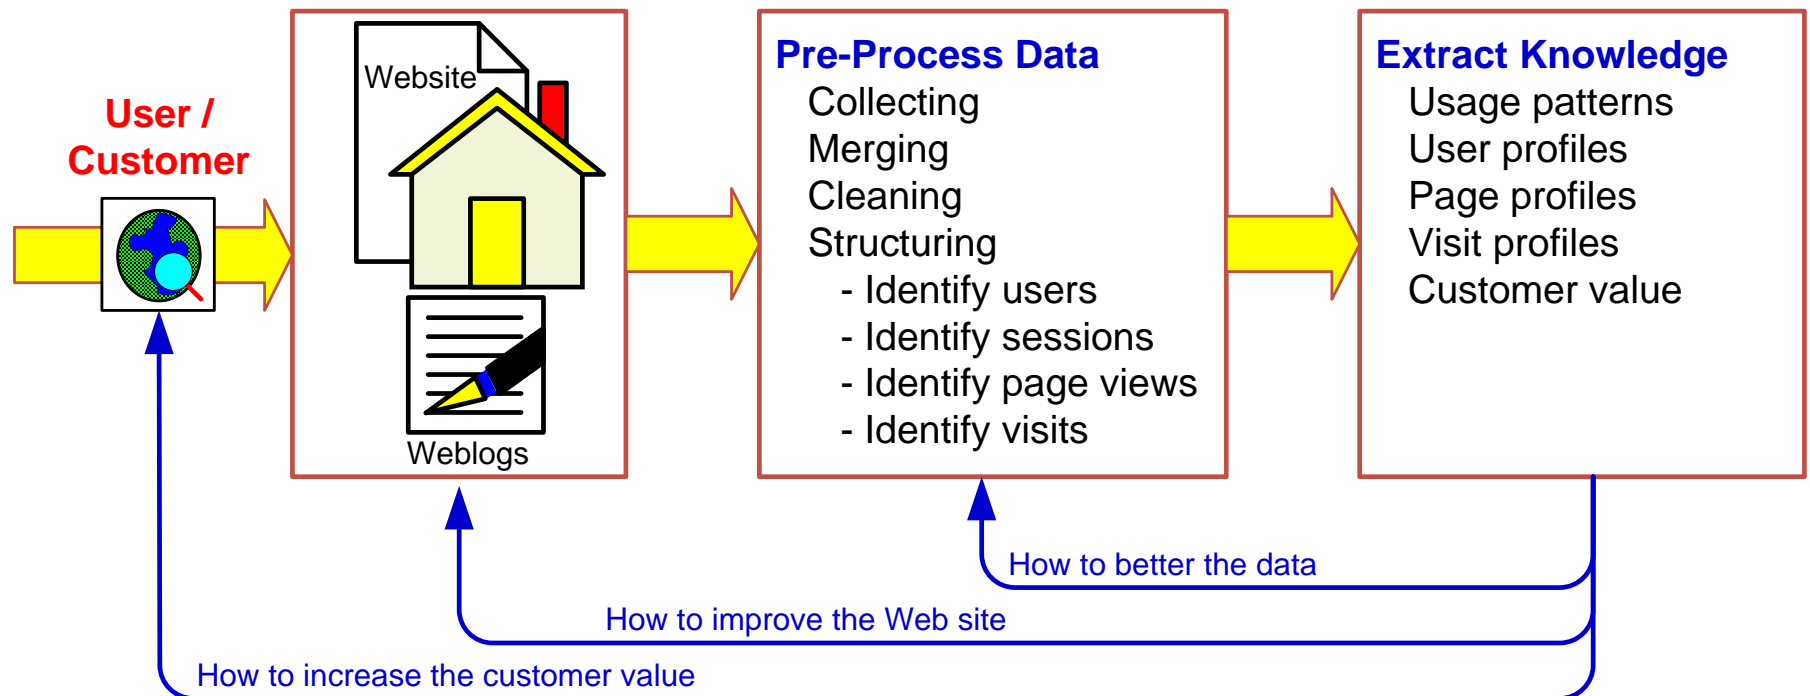 User /
Customer
Website
Weblogs
Pre-Process Data
Collecting
Merging
Cleaning
Structuring
- Identify users
- Identify sessions
- Identify page views
- Identify visits
Extract Knowledge
Usage patterns
User profiles
Page profiles
Visit profiles
Customer value
How to better the data
How to improve the Web site
How to increase the customer value